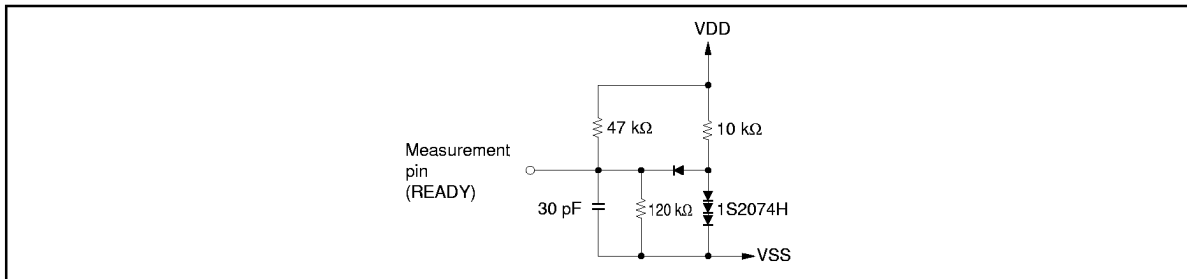 VDD
47 kΩ
10 kΩ
Measurement
pin
(READY)
30 pF
120 kΩ
1S2074H
VSS